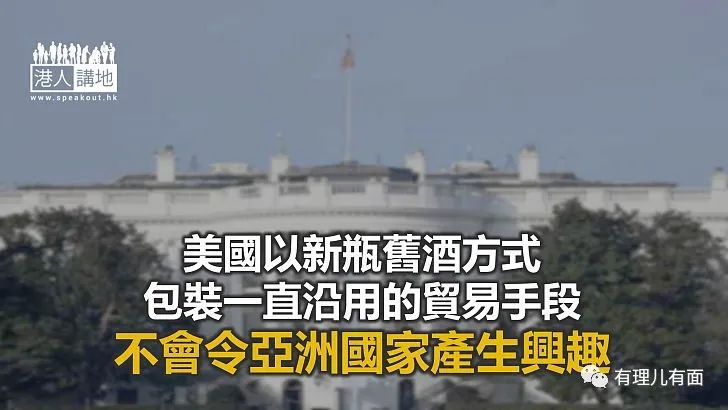 港人講地
www.speakout.hk
美國以新瓶舊酒方式
包裝一直沿用的貿易手段
不會令亞洲國家產生興趣
有理儿有面